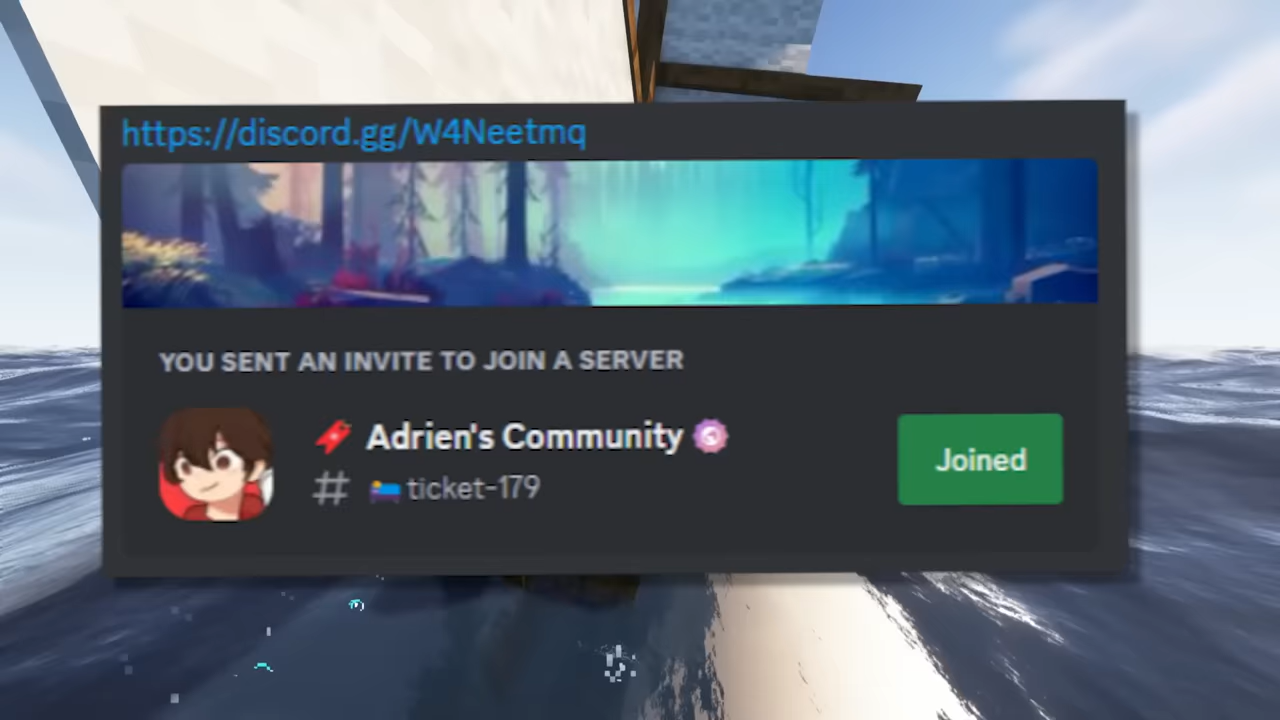 https://discord.gg/W4Neetmq
YOU SENT AN INVITE TO JOIN A SERVER
Adrien's Community
# ticket-179
Joined